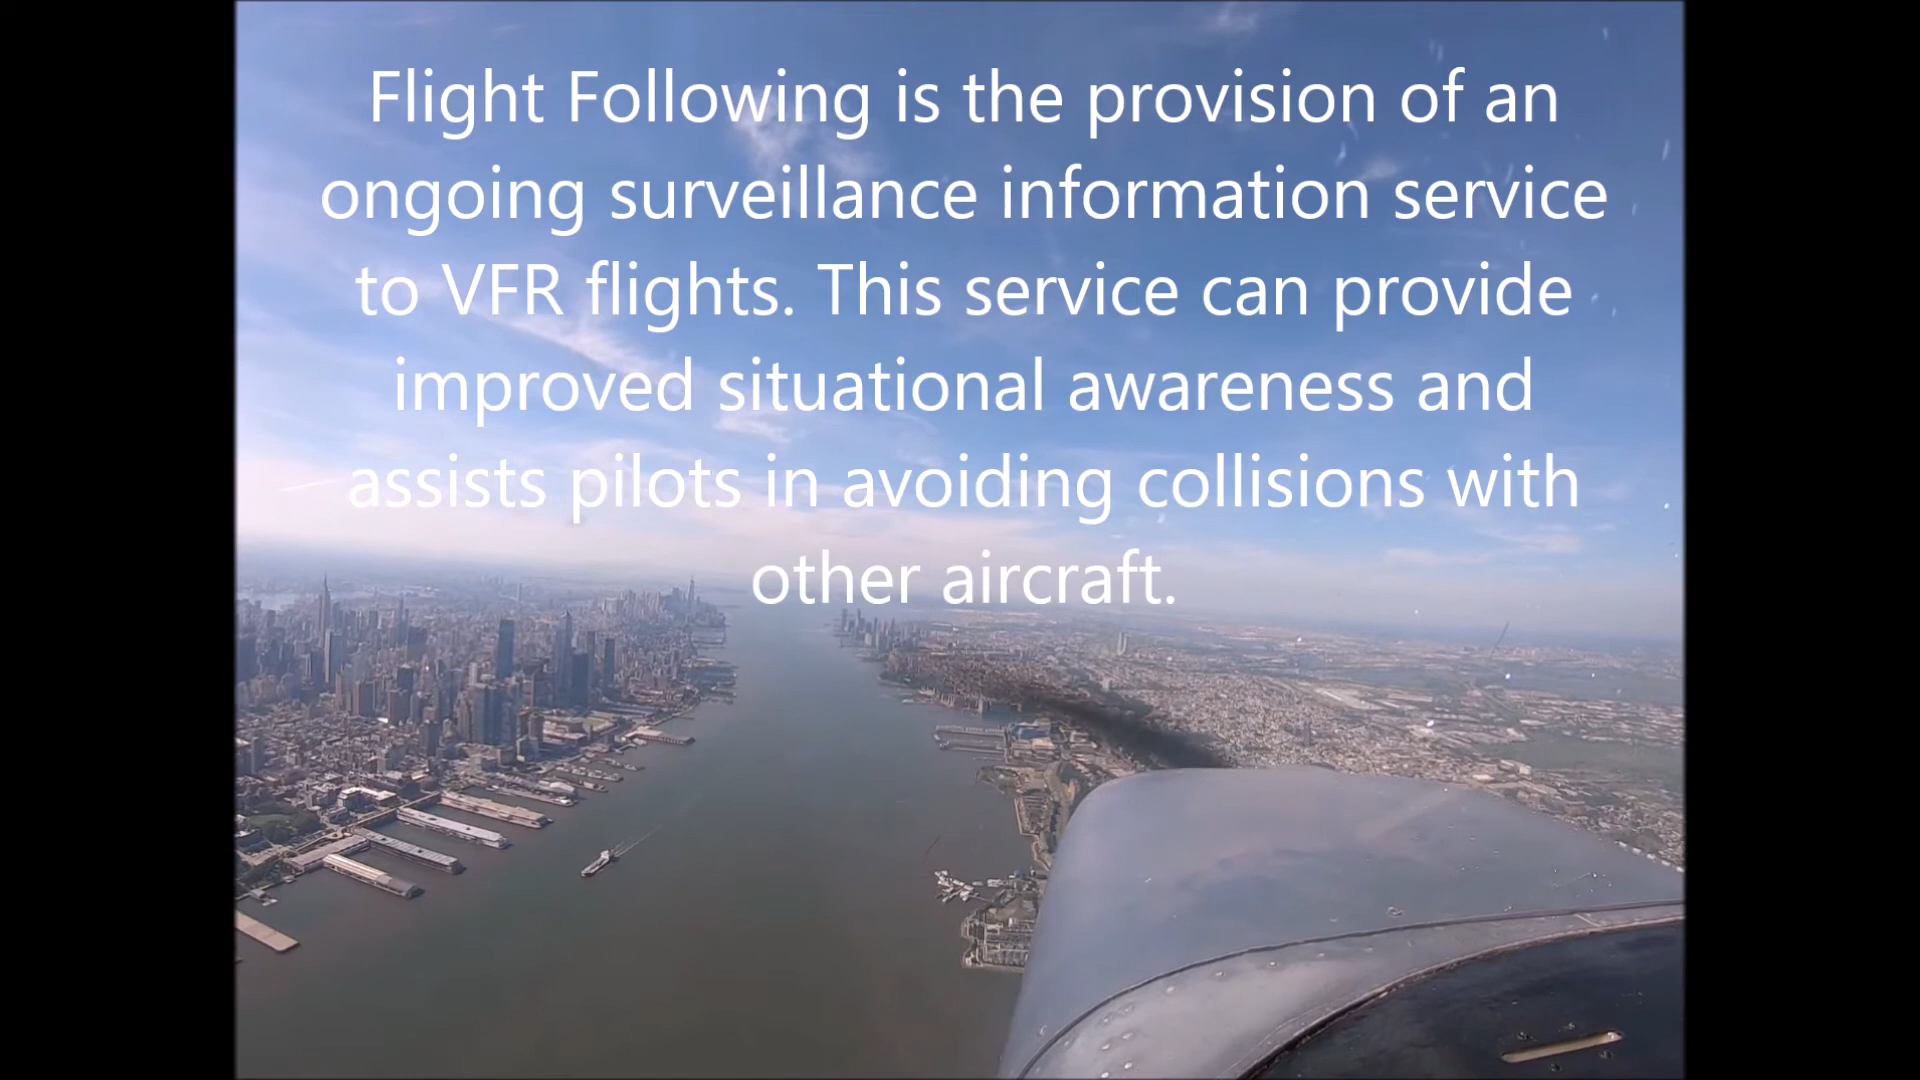 Flight Following is the provision of an
ongoing surveillance information service
to VFR flights. This service can provide
improved situational awareness and
assists pilots in avoiding collisions with
other aircraft.